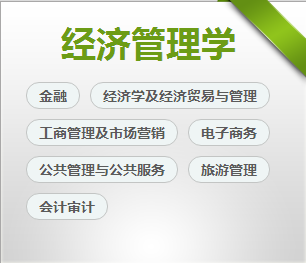 经济管理学
金融 经济学及经济贸易与管理
工商管理及市场营销 电子商务
公共管理与公共服务 旅游管理
会计审计